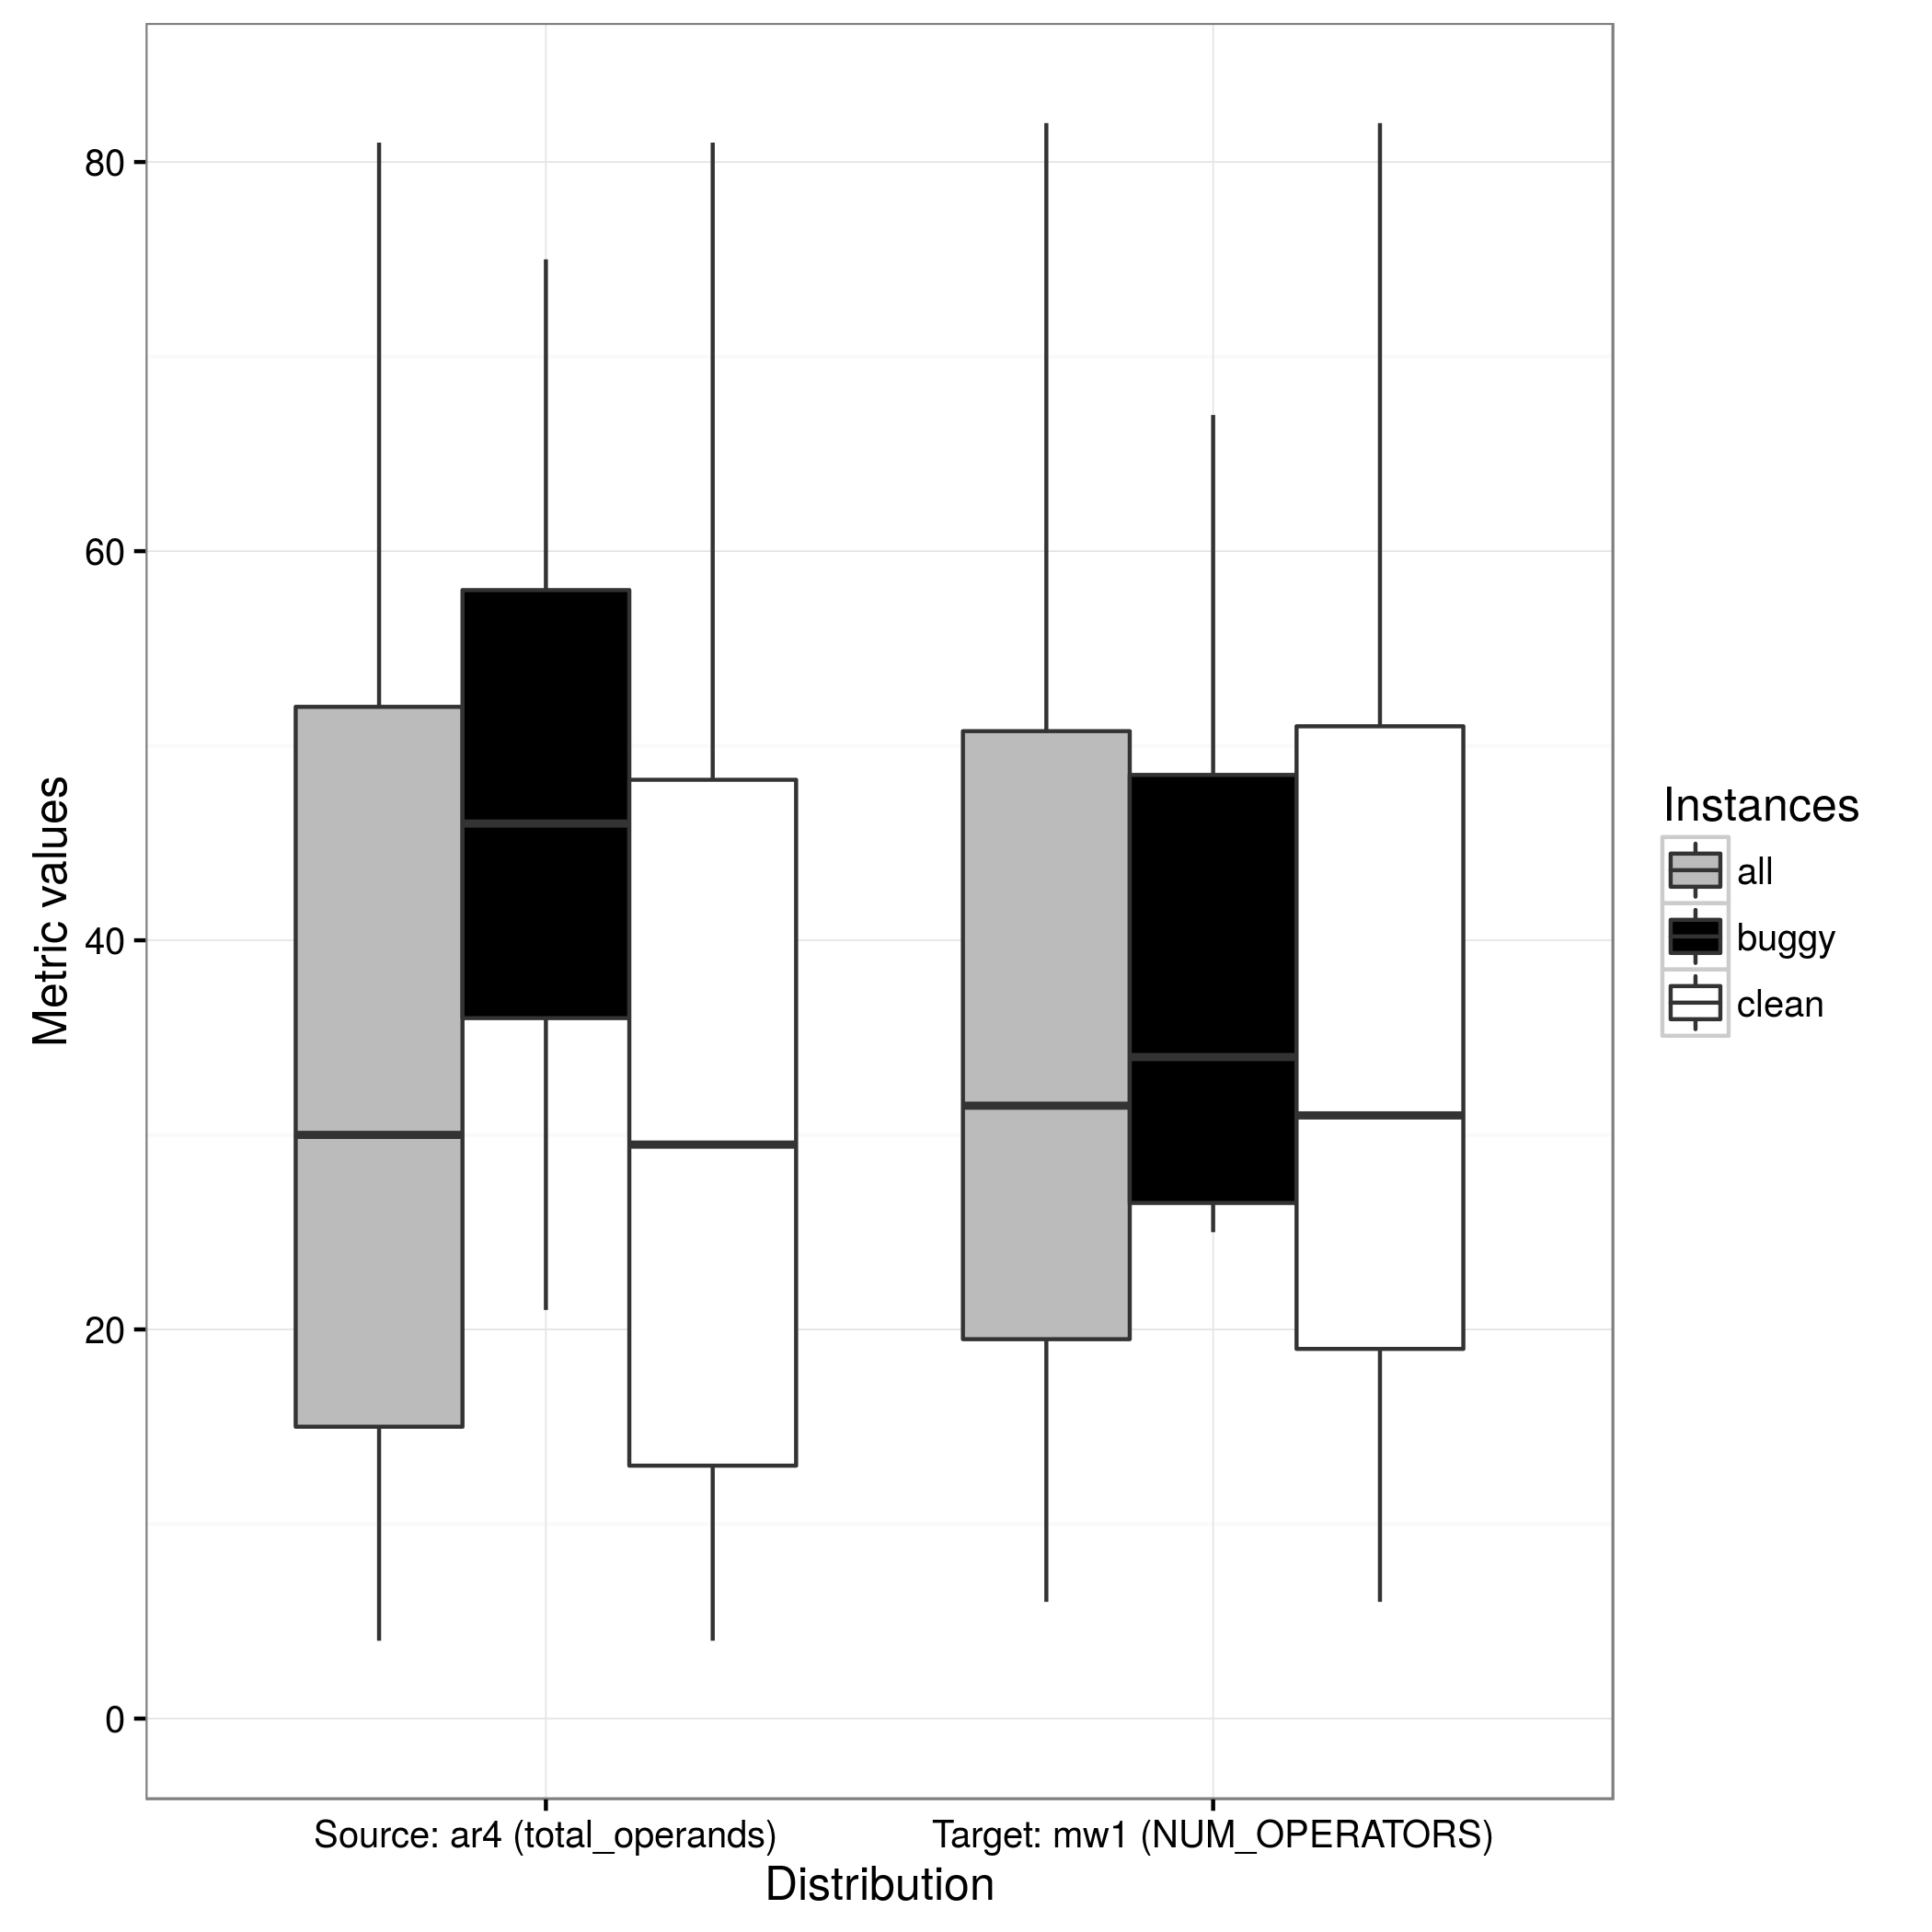 80
60
40
20
0
Metric values
Source: ar4 (total_operands)
Target: mw1 (NUM_OPERATORS)
Distribution
Instances
all
buggy
clean